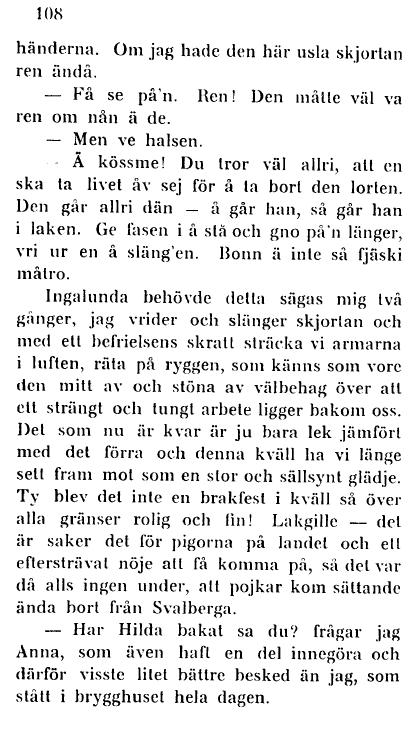 108
händerna. Om jag hade den här usla skjortan
ren ändå.
— Få se på'n. Ren! Den måtte väl va
ren om nån ä de.
— Men ve halsen.
- Å kössme! Du tror väl allri, att en
ska ta livet åv sej för å ta bort den lorten.
Den går allri dän — å går han, så går han
i laken. Ge fasen i å stå och gno på'n länger,
vri ur en å släng'en. Bonn ä inte så fjäski
måtro.
Ingalunda behövde detta sägas mig två
gånger, jag vrider och slänger skjortan och
med ett befrielsens skratt sträcka vi armarna
i luften, räta på ryggen, som känns som vore
den mitt av och stöna av välbehag över att
ett strängt och tungt arbete ligger bakom oss.
Det som nu är kvar är ju bara lek jämfört
med det förra och denna kväll ha vi länge
sett fram mot som en stor och sällsynt glädje.
Ty blev det inte en brakfest i kväll så över
alla gränser rolig och fin! Lakgille — det
är saker det för pigorna på landet och ett
eftersträvat nöje att få komma på, så det var
då alls ingen under, att pojkar kom sättande
ända bort från Svalberga.
— Har Hilda bakat sa du? frågar jag
Anna, som även haft en del innegöra och
därför visste litet bättre besked än jag, som
stått i brygghuset hela dagen.